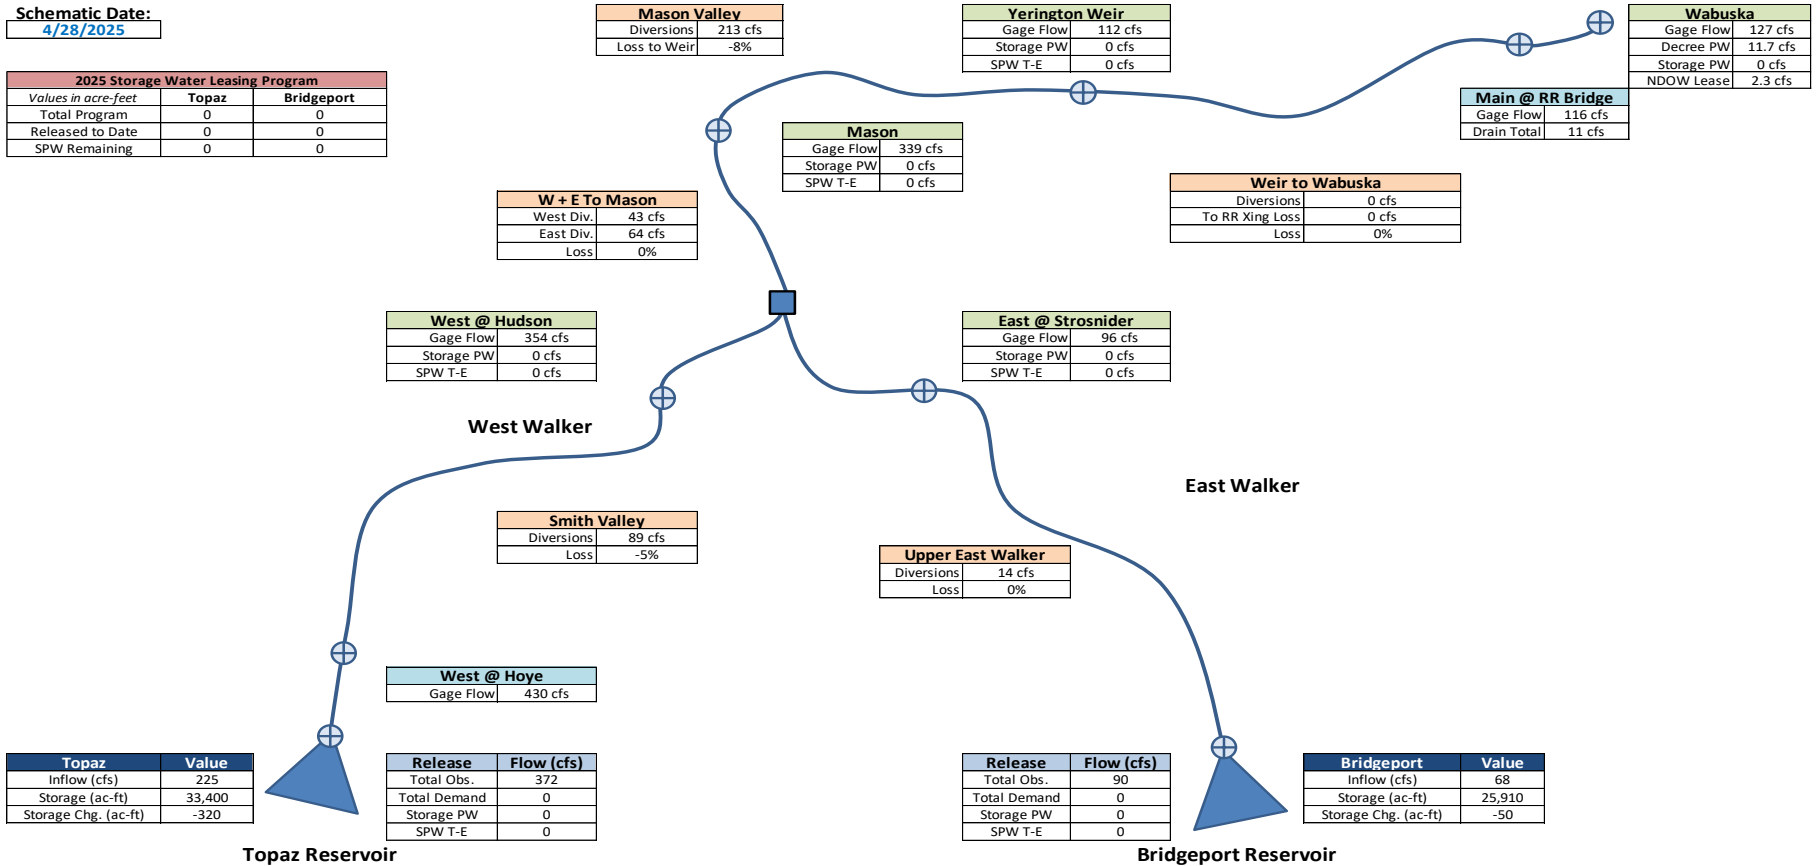 Schematic Date:
4/28/2025
2025 Storage Water Leasing Program
Values in acre-feet Topaz Bridgeport
Total Program 0 0
Released to Date 0 0
SPW Remaining 0 0
Mason Valley
Diversions 213 cfs
Loss to Weir -8%
Yerington Weir
Gage Flow 112 cfs
Storage PW 0 cfs
SPW T-E 0 cfs
Wabuska
Gage Flow 127 cfs
Decree PW 11.7 cfs
Storage PW 0 cfs
NDOW Lease 2.3 cfs
Main @ RR Bridge
Gage Flow 116 cfs
Drain Total 11 cfs
Mason
Gage Flow 339 cfs
Storage PW 0 cfs
SPW T-E 0 cfs
W + E To Mason
West Div. 43 cfs
East Div. 64 cfs
Loss 0%
Weir to Wabuska
Diversions 0 cfs
To RR Xing Loss 0 cfs
Loss 0%
West @ Hudson
Gage Flow 354 cfs
Storage PW 0 cfs
SPW T-E 0 cfs
East @ Strosnider
Gage Flow 96 cfs
Storage PW 0 cfs
SPW T-E 0 cfs
West Walker
East Walker
Smith Valley
Diversions 89 cfs
Loss -5%
Upper East Walker
Diversions 14 cfs
Loss 0%
West @ Hoye
Gage Flow 430 cfs
Topaz Value
Inflow (cfs) 225
Storage (ac-ft) 33,400
Storage Chg. (ac-ft) -320
Release Flow (cfs)
Total Obs. 372
Total Demand 0
Storage PW 0
SPW T-E 0
Topaz Reservoir
Release Flow (cfs)
Total Obs. 90
Total Demand 0
Storage PW 0
SPW T-E 0
Bridgeport Value
Inflow (cfs) 68
Storage (ac-ft) 25,910
Storage Chg. (ac-ft) -50
Bridgeport Reservoir